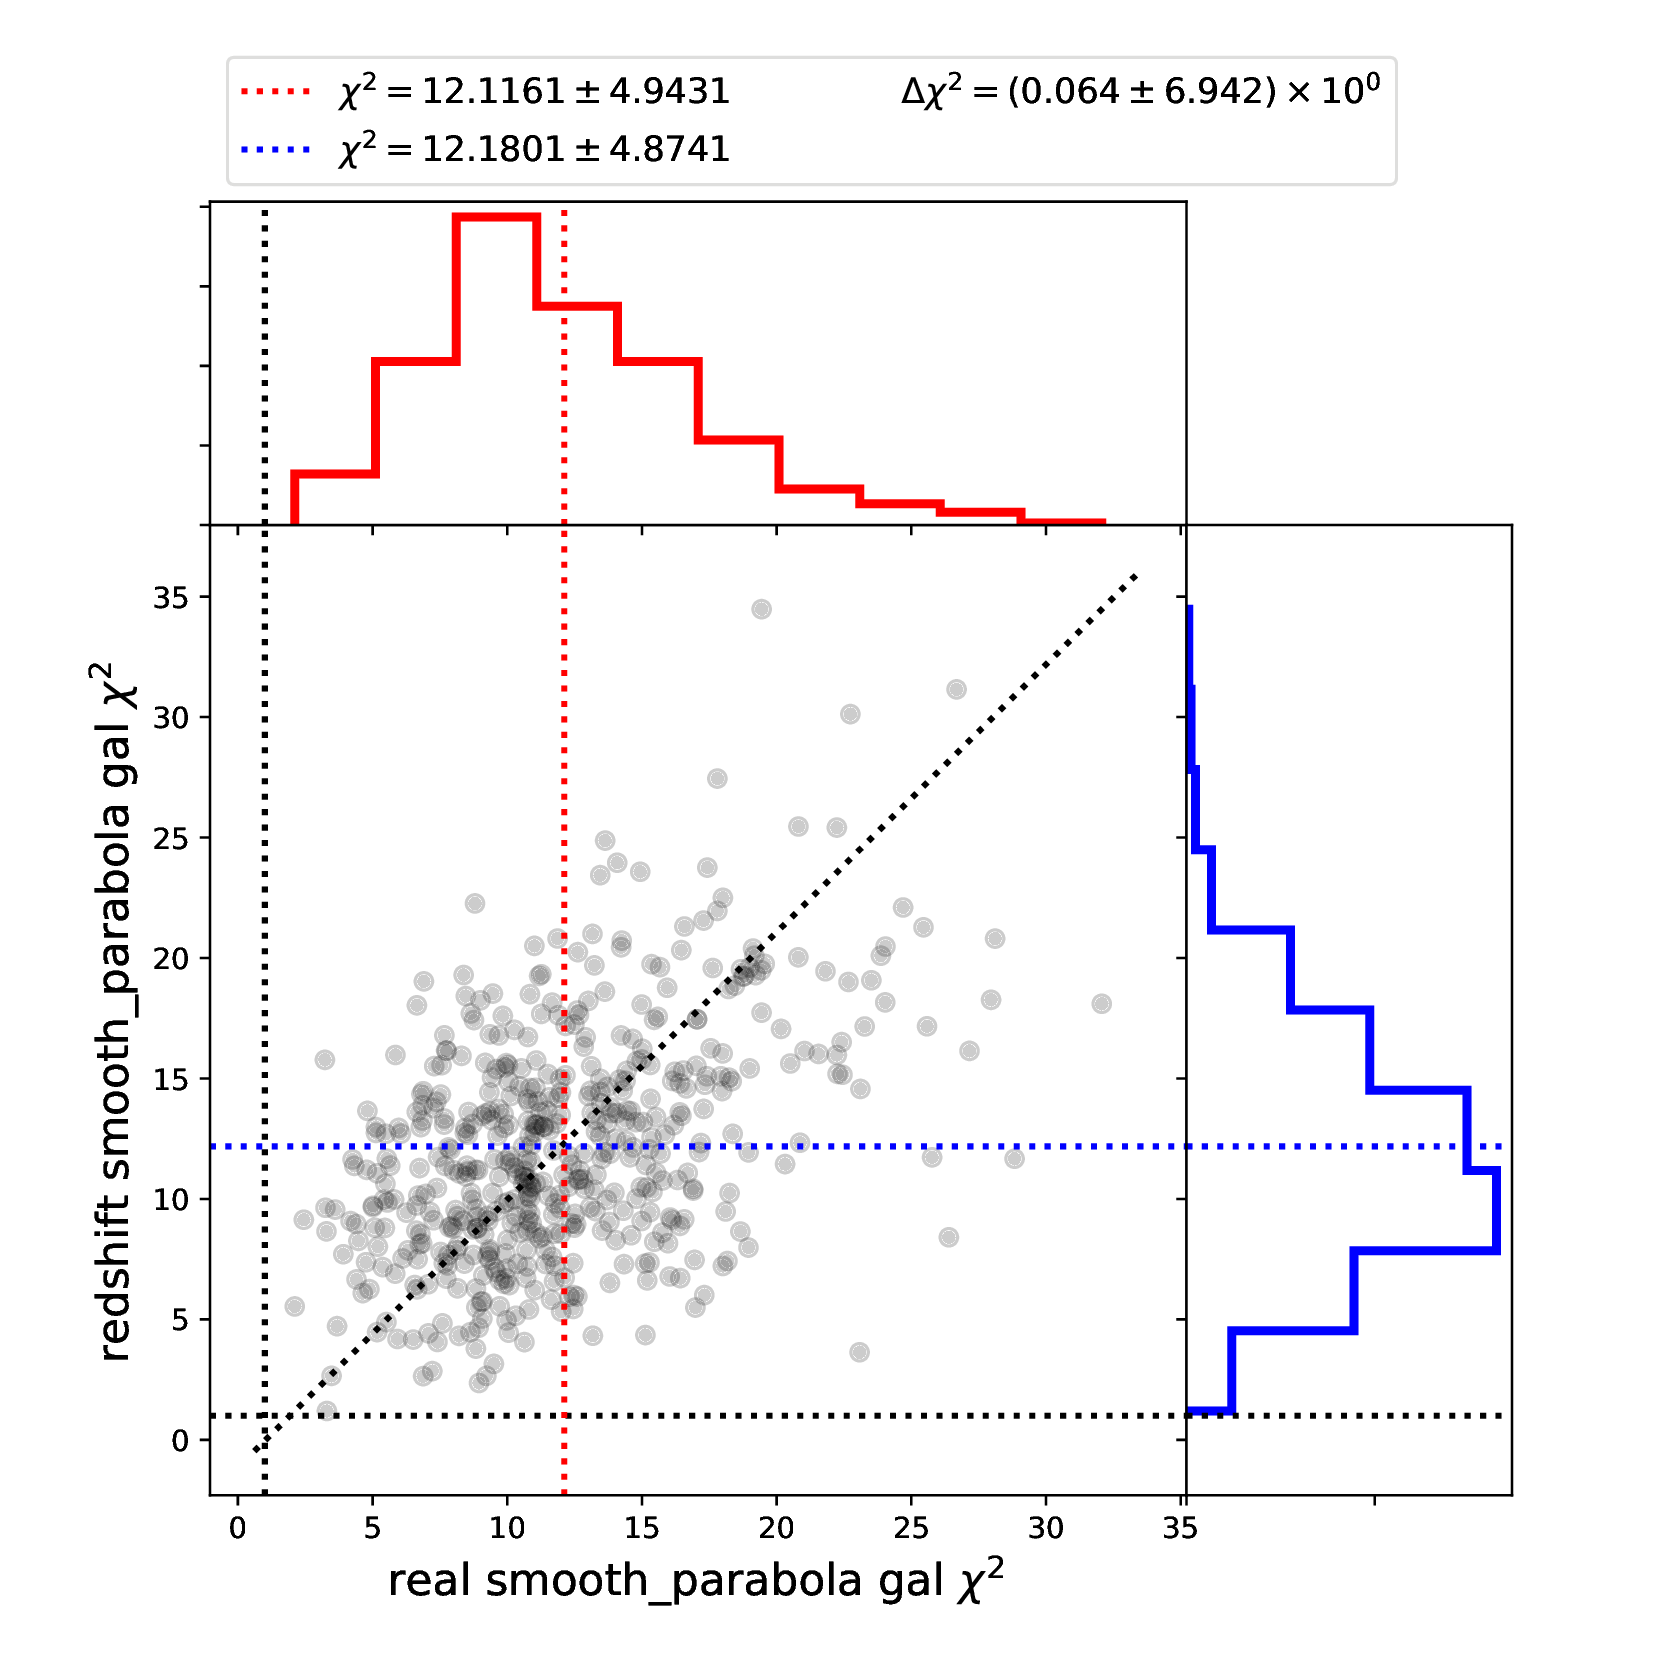 χ² = 12.1161 ± 4.9431
Δχ² = (0.064 ± 6.942) × 10⁰
χ² = 12.1801 ± 4.8741
35
30
25
20
15
10
5
0
redshift smooth_parabola gal χ²
0 5 10 15 20 25 30 35
real smooth_parabola gal χ²